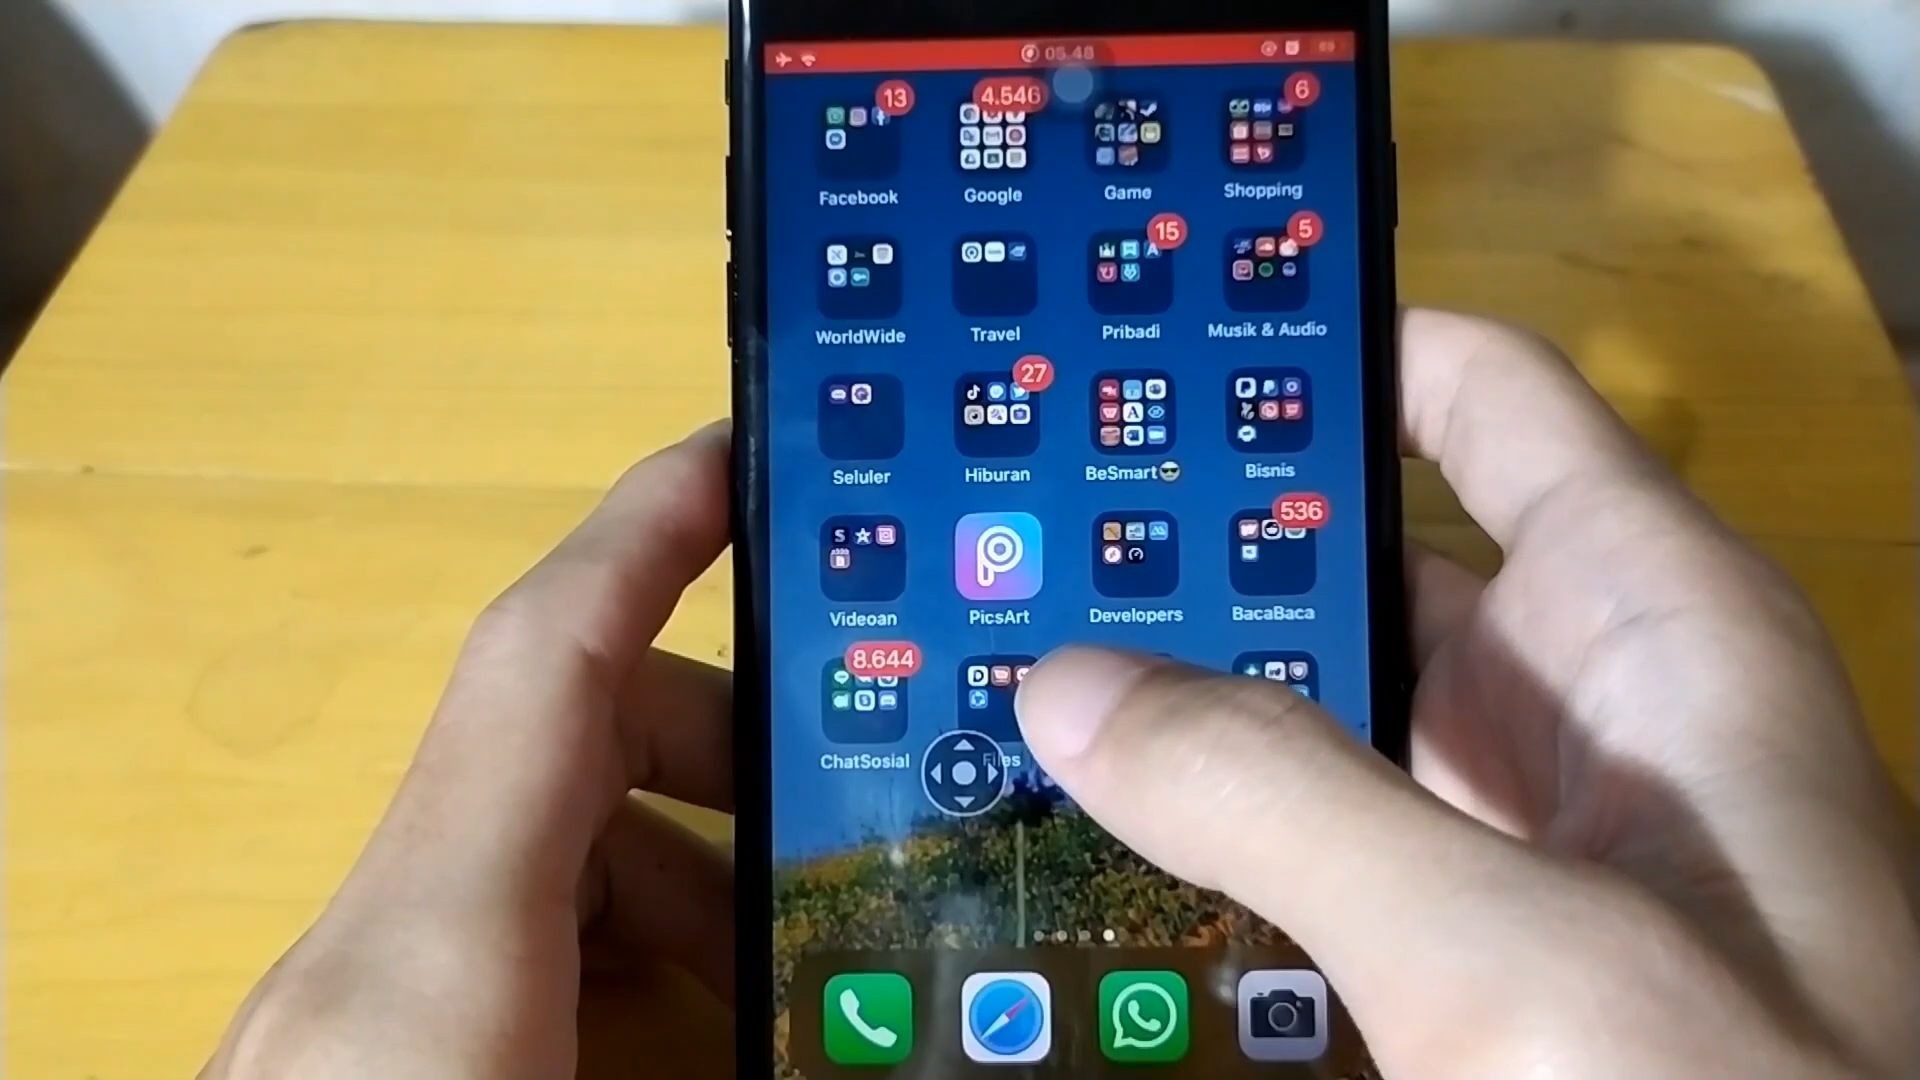 05.48
13 4.546 6
Facebook Google Game Shopping
15 5
WorldWide Travel Pribadi Musik & Audio
27
Seluler Hiburan BeSmart😎 Bisnis
536
Videoan PicsArt Developers BacaBaca
8.644
ChatSosial Files